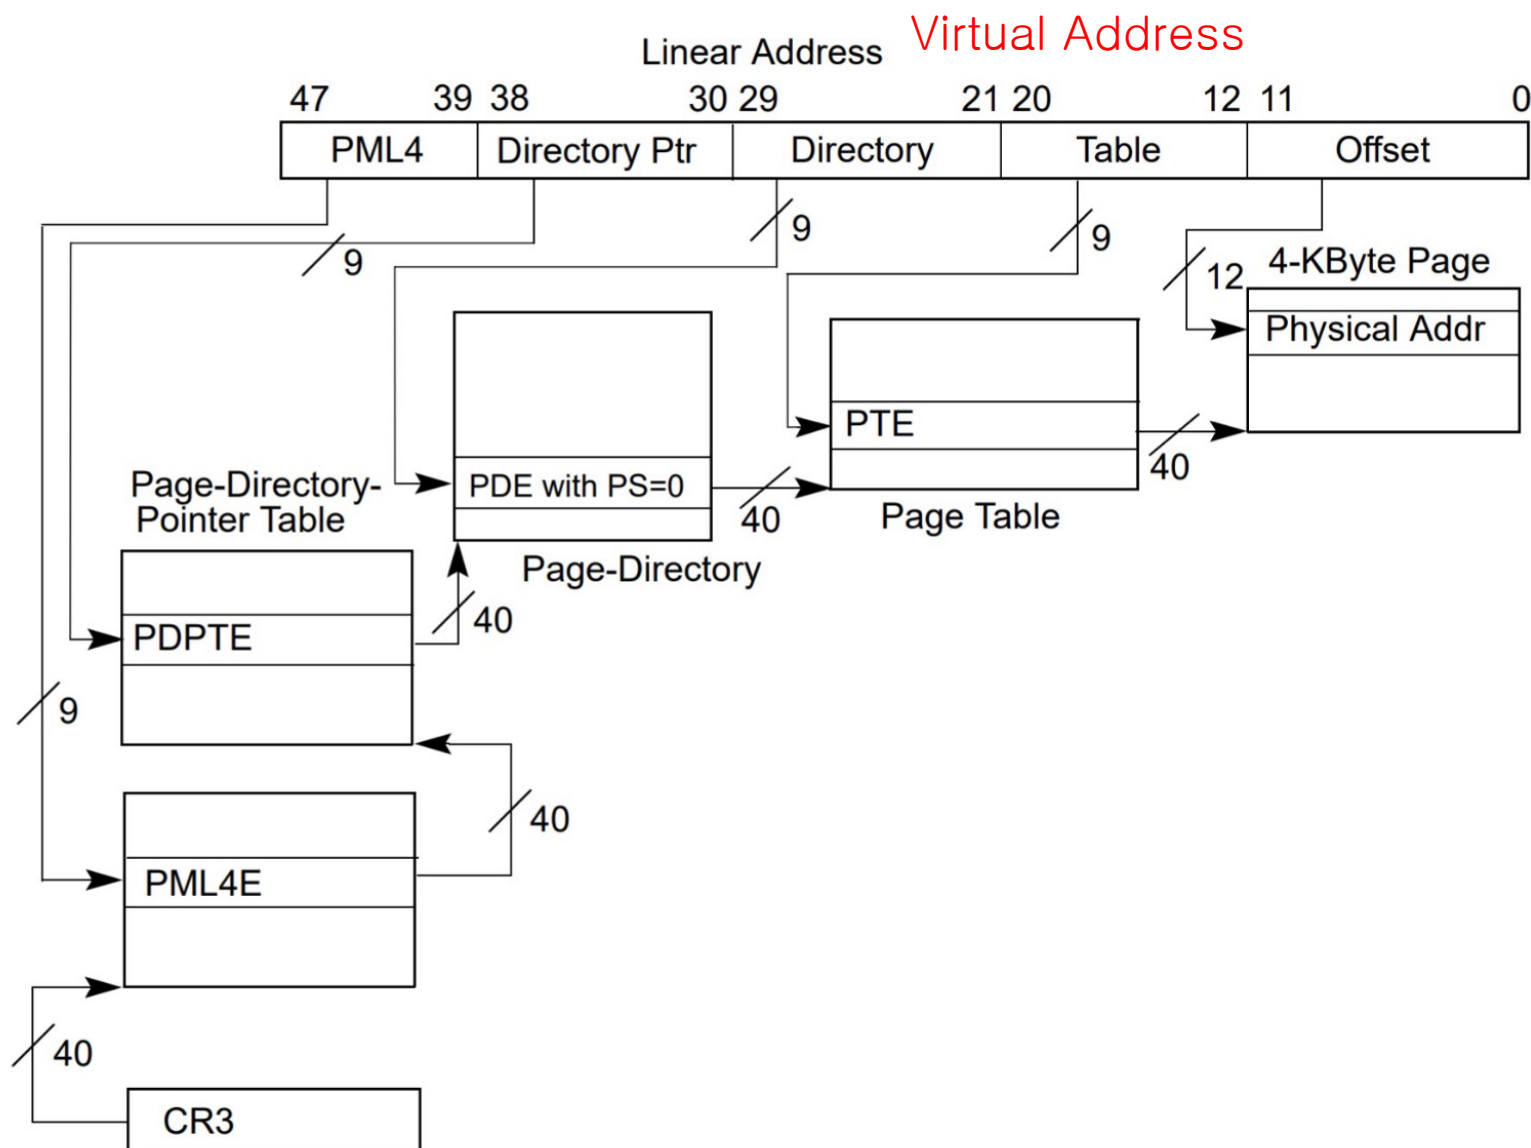 Linear Address Virtual Address
47 39 38 30 29 21 20 12 11 0
PML4 Directory Ptr Directory Table Offset
9
9
9
12
4-KByte Page
Physical Addr
PTE
40
Page Table
PDE with PS=0
40
Page-Directory
Page-Directory-
Pointer Table
PDPTE
40
9
PML4E
40
40
CR3